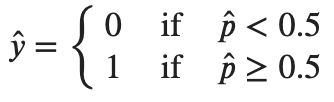 ŷ = { 0 if p̂ < 0.5
1 if p̂ ≥ 0.5